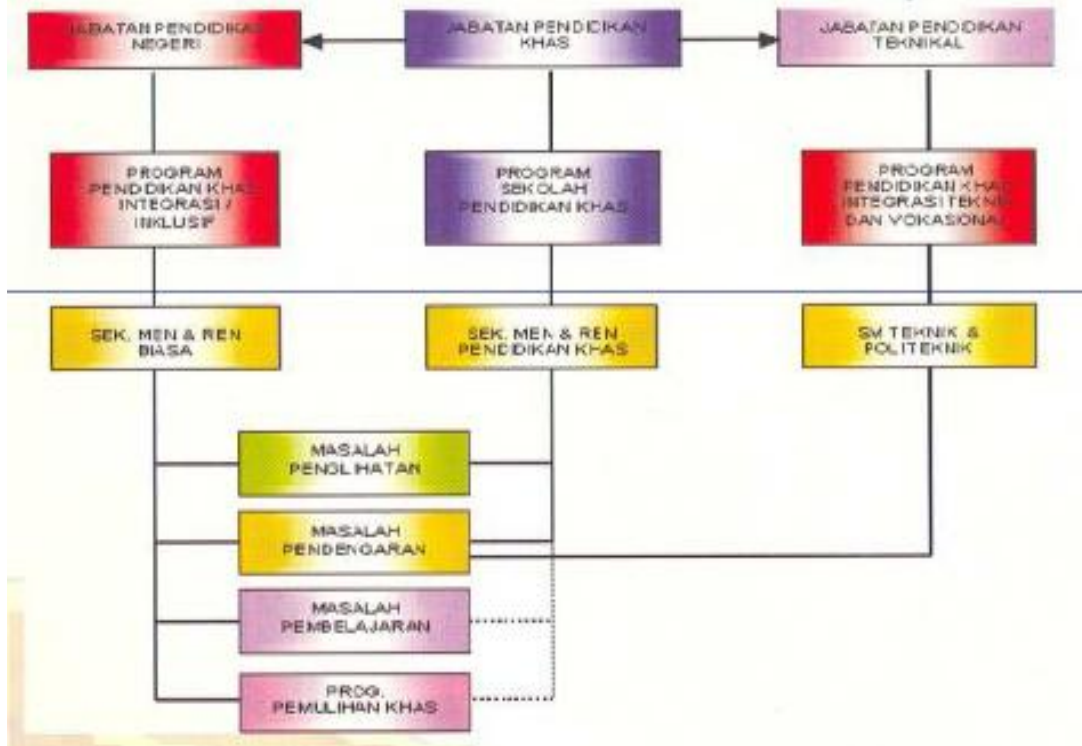 JABATAN PENDIDIKAN
NEGERI
JABATAN PENDIDIKAN
KHAS
JABATAN PENDIDIKAN
TEKNIKAL
PROGRAM
PENDIDIKAN KHAS
INTEGRASI /
INKLUSIF
PROGRAM
SEKOLAH
PENDIDIKAN KHAS
PROGRAM
PENDIDIKAN KHAS
INTEGRASI TEKNIK
DAN VOKASIONAL
SEK. MEN & REN
BIASA
SEK. MEN & REN
PENDIDIKAN KHAS
SM TEKNIK &
POLITEKNIK
MASALAH
PENGLIHATAN
MASALAH
PENDENGARAN
MASALAH
PEMBELAJARAN
PROG.
PEMULIHAN KHAS